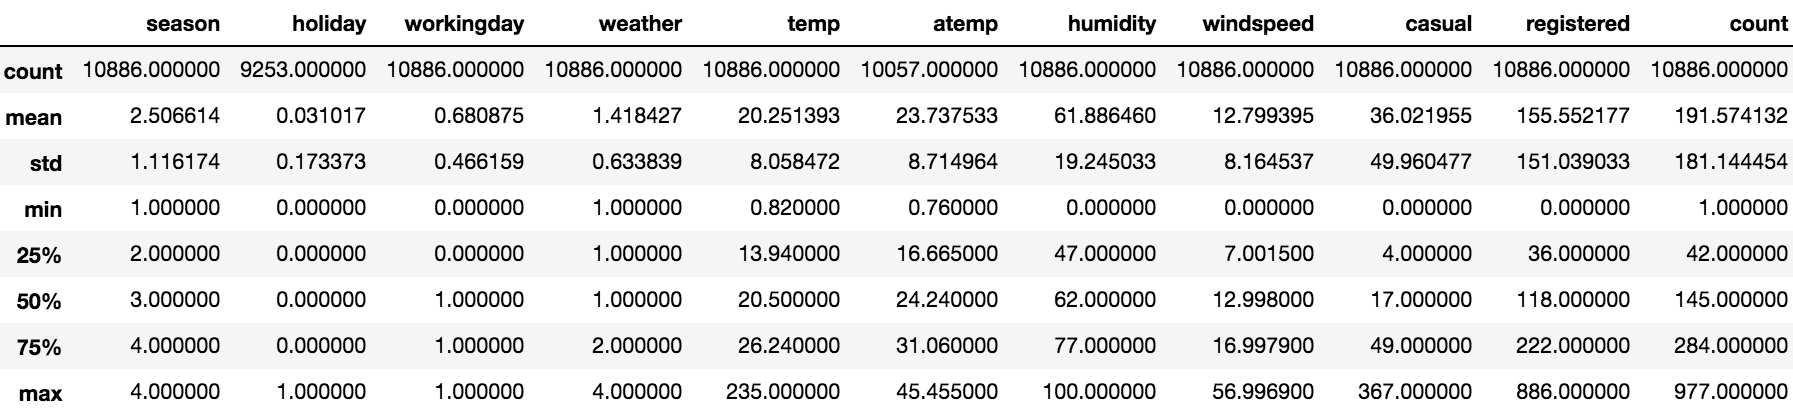 season holiday workingday weather temp atemp humidity windspeed casual registered count
count 10886.000000 9253.000000 10886.000000 10886.000000 10886.000000 10057.000000 10886.000000 10886.000000 10886.000000 10886.000000 10886.000000
mean 2.506614 0.031017 0.680875 1.418427 20.251393 23.737533 61.886460 12.799395 36.021955 155.552177 191.574132
std 1.116174 0.173373 0.466159 0.633839 8.058472 8.714964 19.245033 8.164537 49.960477 151.039033 181.144454
min 1.000000 0.000000 0.000000 1.000000 0.820000 0.760000 0.000000 0.000000 0.000000 0.000000 1.000000
25% 2.000000 0.000000 0.000000 1.000000 13.940000 16.665000 47.000000 7.001500 4.000000 36.000000 42.000000
50% 3.000000 0.000000 1.000000 1.000000 20.500000 24.240000 62.000000 12.998000 17.000000 118.000000 145.000000
75% 4.000000 0.000000 1.000000 2.000000 26.240000 31.060000 77.000000 16.997900 49.000000 222.000000 284.000000
max 4.000000 1.000000 1.000000 4.000000 235.000000 45.455000 100.000000 56.996900 367.000000 886.000000 977.000000